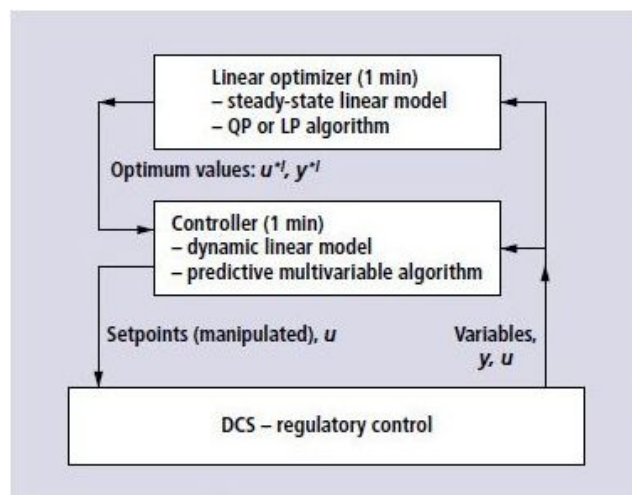 Linear optimizer (1 min)
– steady-state linear model
– QP or LP algorithm
Optimum values: u*ˡ, y*ˡ
Controller (1 min)
– dynamic linear model
– predictive multivariable algorithm
Setpoints (manipulated), u
Variables,
y, u
DCS – regulatory control